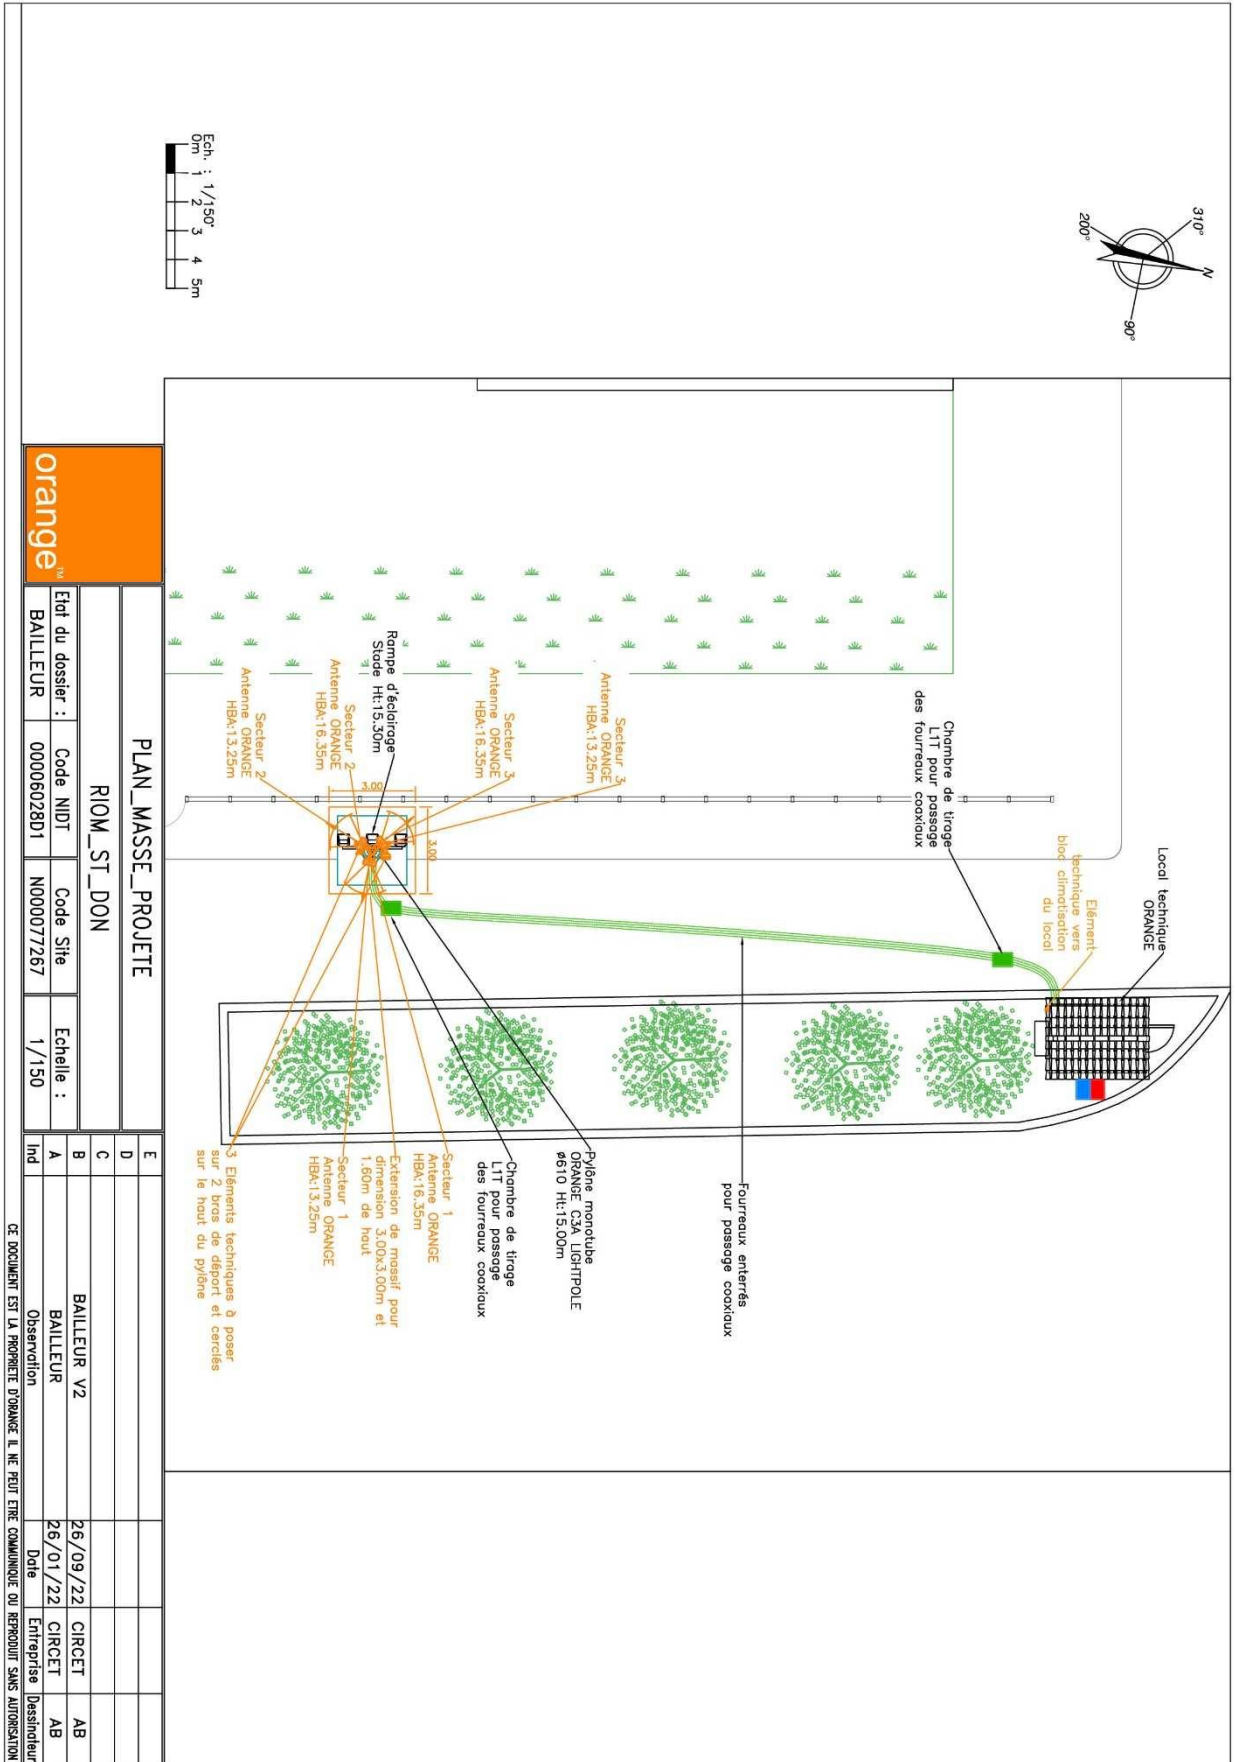 310°
N
200°
90°
Ech. : 1/150°
0m 1 2 3 4 5m
Local technique
ORANGE
Elément
technique vers
bloc climatisation
du local
Chambre de tirage
L1T pour passage
des fourreaux coaxiaux
Secteur 3
Antenne ORANGE
HBA:13.25m
Secteur 3
Antenne ORANGE
HBA:16.35m
Rampe d'éclairage
Stade Ht:15.30m
Secteur 2
Antenne ORANGE
HBA:16.35m
Secteur 2
Antenne ORANGE
HBA:13.25m
3.00
3.00
Fourreaux enterrés
pour passage coaxiaux
Pylône monotube
ORANGE C3A LIGHTPOLE
ø610 Ht:15.00m
Chambre de tirage
L1T pour passage
des fourreaux coaxiaux
Secteur 1
Antenne ORANGE
HBA:16.35m
Extension de massif pour
dimension 3.00x3.00m et
1.60m de haut
Secteur 1
Antenne ORANGE
HBA:13.25m
3 Eléments techniques à poser
sur 2 bras de déport et cerclés
sur le haut du pylône
orange™
PLAN_MASSE_PROJETE
RIOM_ST_DON
Etat du dossier : Code NIDT Code Site Echelle :
BAILLEUR 00006028D1 N00077267 1/150
E
D
C
B BAILLEUR V2 26/09/22 CIRCET AB
A BAILLEUR 26/01/22 CIRCET AB
Ind Observation Date Entreprise Dessinateur
CE DOCUMENT EST LA PROPRIETE D'ORANGE IL NE PEUT ETRE COMMUNIQUE OU REPRODUIT SANS AUTORISATION